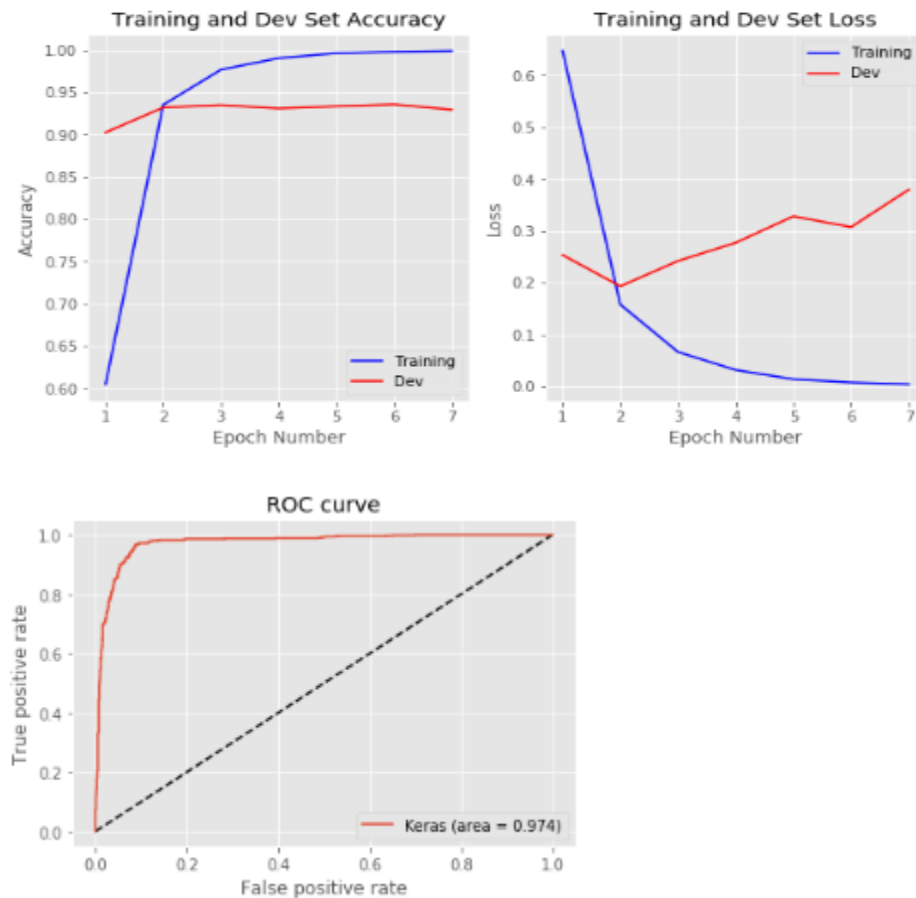 Training and Dev Set Accuracy
1.00
0.95
0.90
0.85
0.80
0.75
0.70
0.65
0.60
Accuracy
Training
Dev
1 2 3 4 5 6 7
Epoch Number
Training and Dev Set Loss
Training
Dev
0.6
0.5
0.4
0.3
0.2
0.1
0.0
Loss
1 2 3 4 5 6 7
Epoch Number
ROC curve
1.0
0.8
0.6
0.4
0.2
0.0
True positive rate
Keras (area = 0.974)
0.0 0.2 0.4 0.6 0.8 1.0
False positive rate